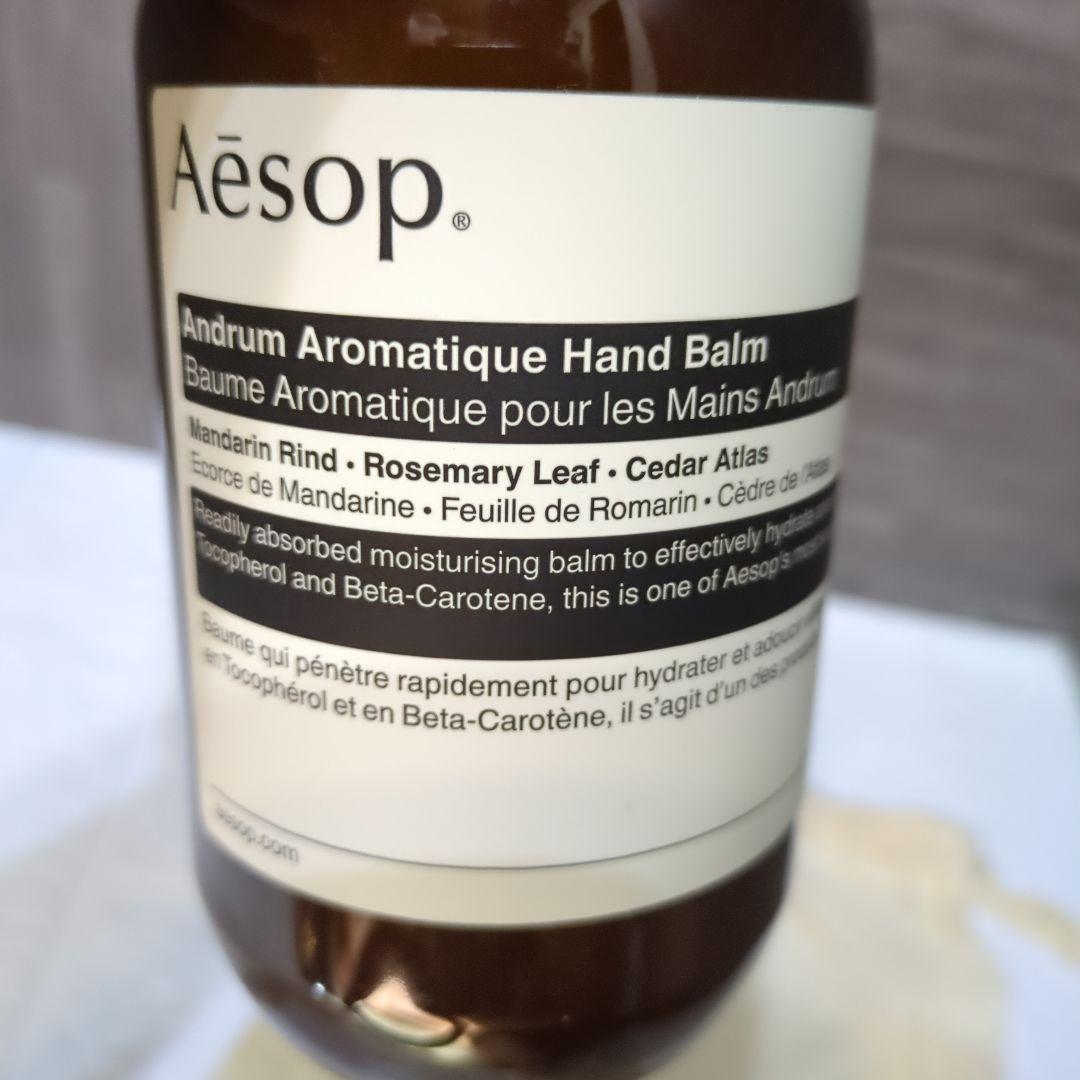 Aēsop®
Andrum Aromatique Hand Balm
Baume Aromatique pour les Mains Andrum
Mandarin Rind • Rosemary Leaf • Cedar Atlas
Ecorce de Mandarine • Feuille de Romarin • Cèdre de l'Atlas
Readily absorbed moisturising balm to effectively hydrate
Tocopherol and Beta-Carotene, this is one of Aesop's
Baume qui pénètre rapidement pour hydrater et adoucir
en Tocophérol et en Beta-Carotène, il s'agit d'un des
aesop.com